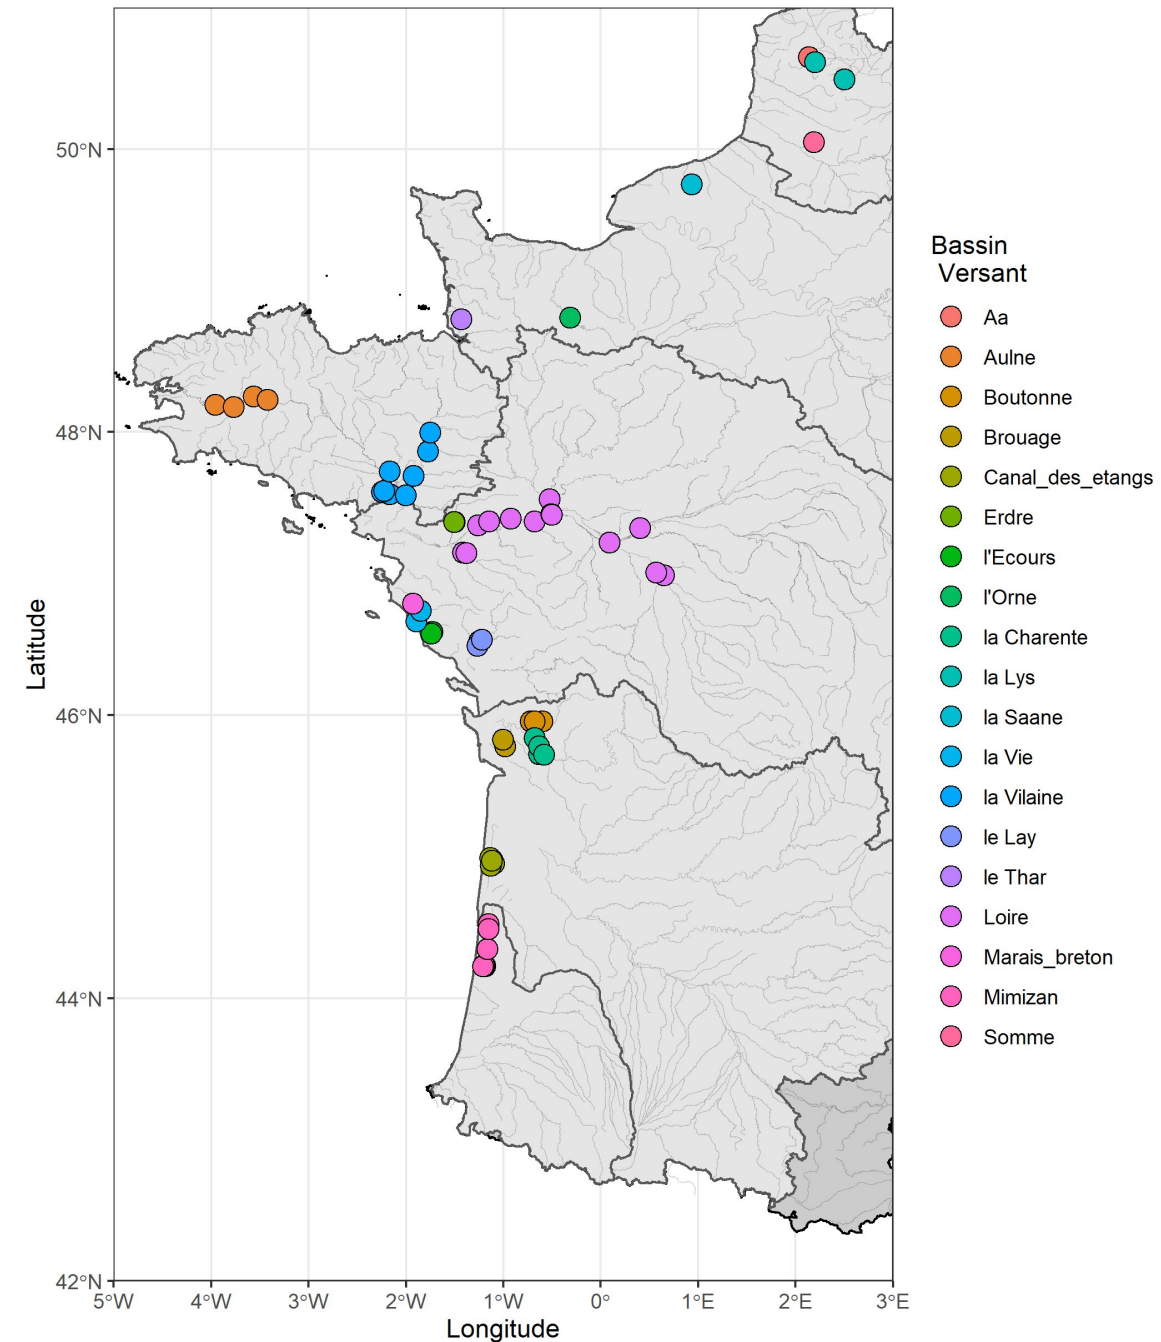 50°N
48°N
46°N
44°N
42°N
5°W
4°W
3°W
2°W
1°W
0°
1°E
2°E
3°E
Longitude
Latitude
Bassin
Versant
Aa
Aulne
Boutonne
Brouage
Canal_des_etangs
Erdre
l'Ecours
l'Orne
la Charente
la Lys
la Saane
la Vie
la Vilaine
le Lay
le Thar
Loire
Marais_breton
Mimizan
Somme